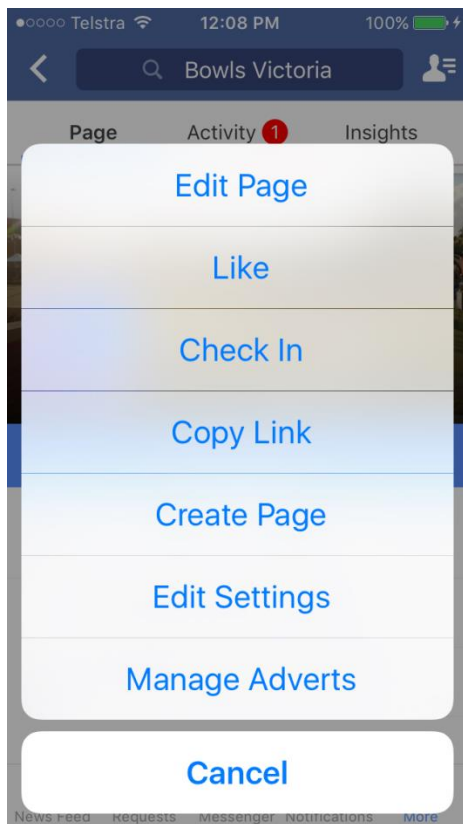 Telstra 12:08 PM 100%
Bowls Victoria
Page Activity 1 Insights
Edit Page
Like
Check In
Copy Link
Create Page
Edit Settings
Manage Adverts
Cancel
News Feed Requests Messenger Notifications More